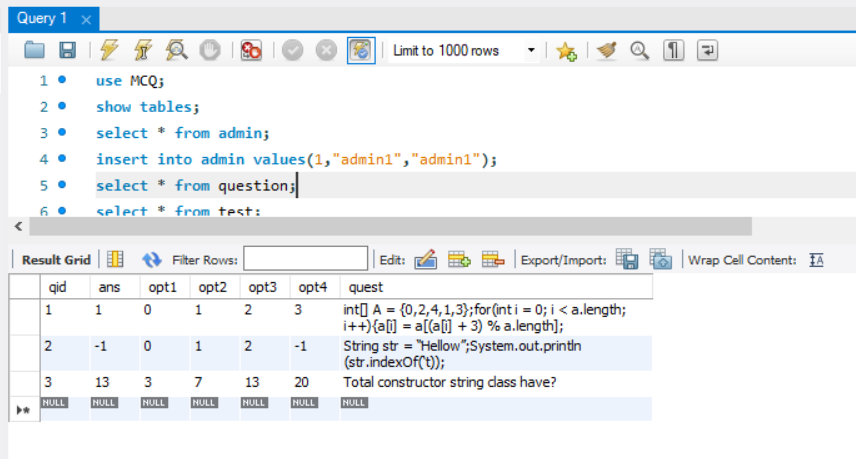 Query 1
Limit to 1000 rows
1 use MCQ;
2 show tables;
3 select * from admin;
4 insert into admin values(1,"admin1","admin1");
5 select * from question;
6 select * from test;
Result Grid Filter Rows: Edit: Export/Import: Wrap Cell Content:
qid ans opt1 opt2 opt3 opt4 quest
1 1 0 1 2 3 int[] A = {0,2,4,1,3};for(int i = 0; i < a.length;
i++){a[i] = a[(a[i] + 3) % a.length];
2 -1 0 1 2 -1 String str = "Hellow";System.out.println
(str.indexOf('t));
3 13 3 7 13 20 Total constructor string class have?
NULL NULL NULL NULL NULL NULL NULL